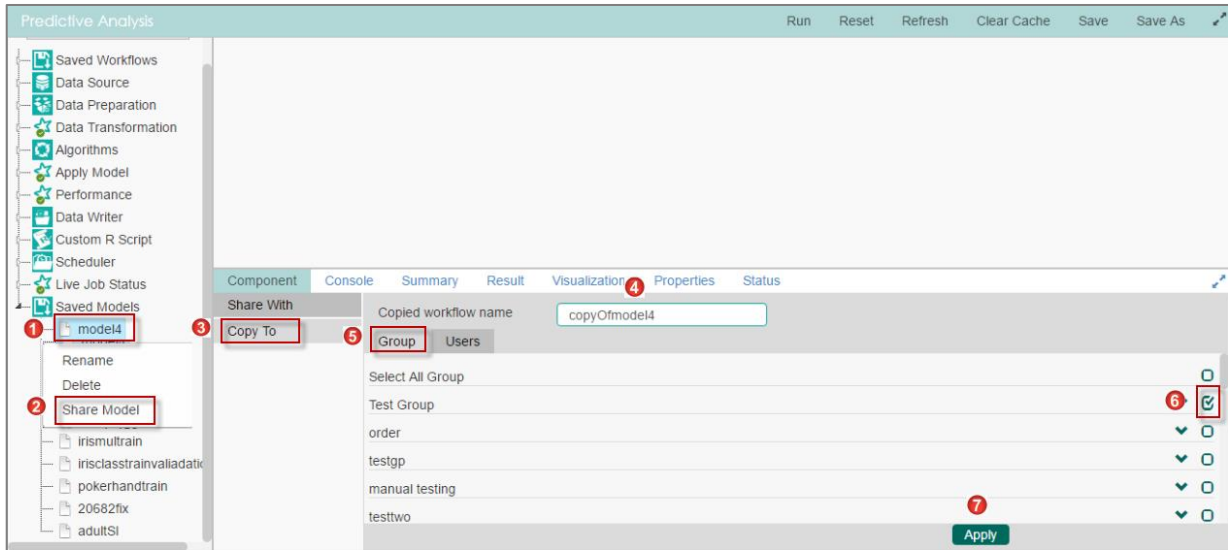 Predictive Analysis
Run Reset Refresh Clear Cache Save Save As
Saved Workflows
Data Source
Data Preparation
Data Transformation
Algorithms
Apply Model
Performance
Data Writer
Custom R Script
Scheduler
Live Job Status
Saved Models
1 model4
Rename
Delete
2 Share Model
irismultrain
irisclasstrainvaliadatic
pokerhandtrain
20682fix
adultSI
Component Console Summary Result Visualization Properties Status
Share With
3 Copy To
4
Copied workflow name copyOfmodel4
5 Group Users
Select All Group
Test Group 6
order
testgp
manual testing
testtwo
7
Apply